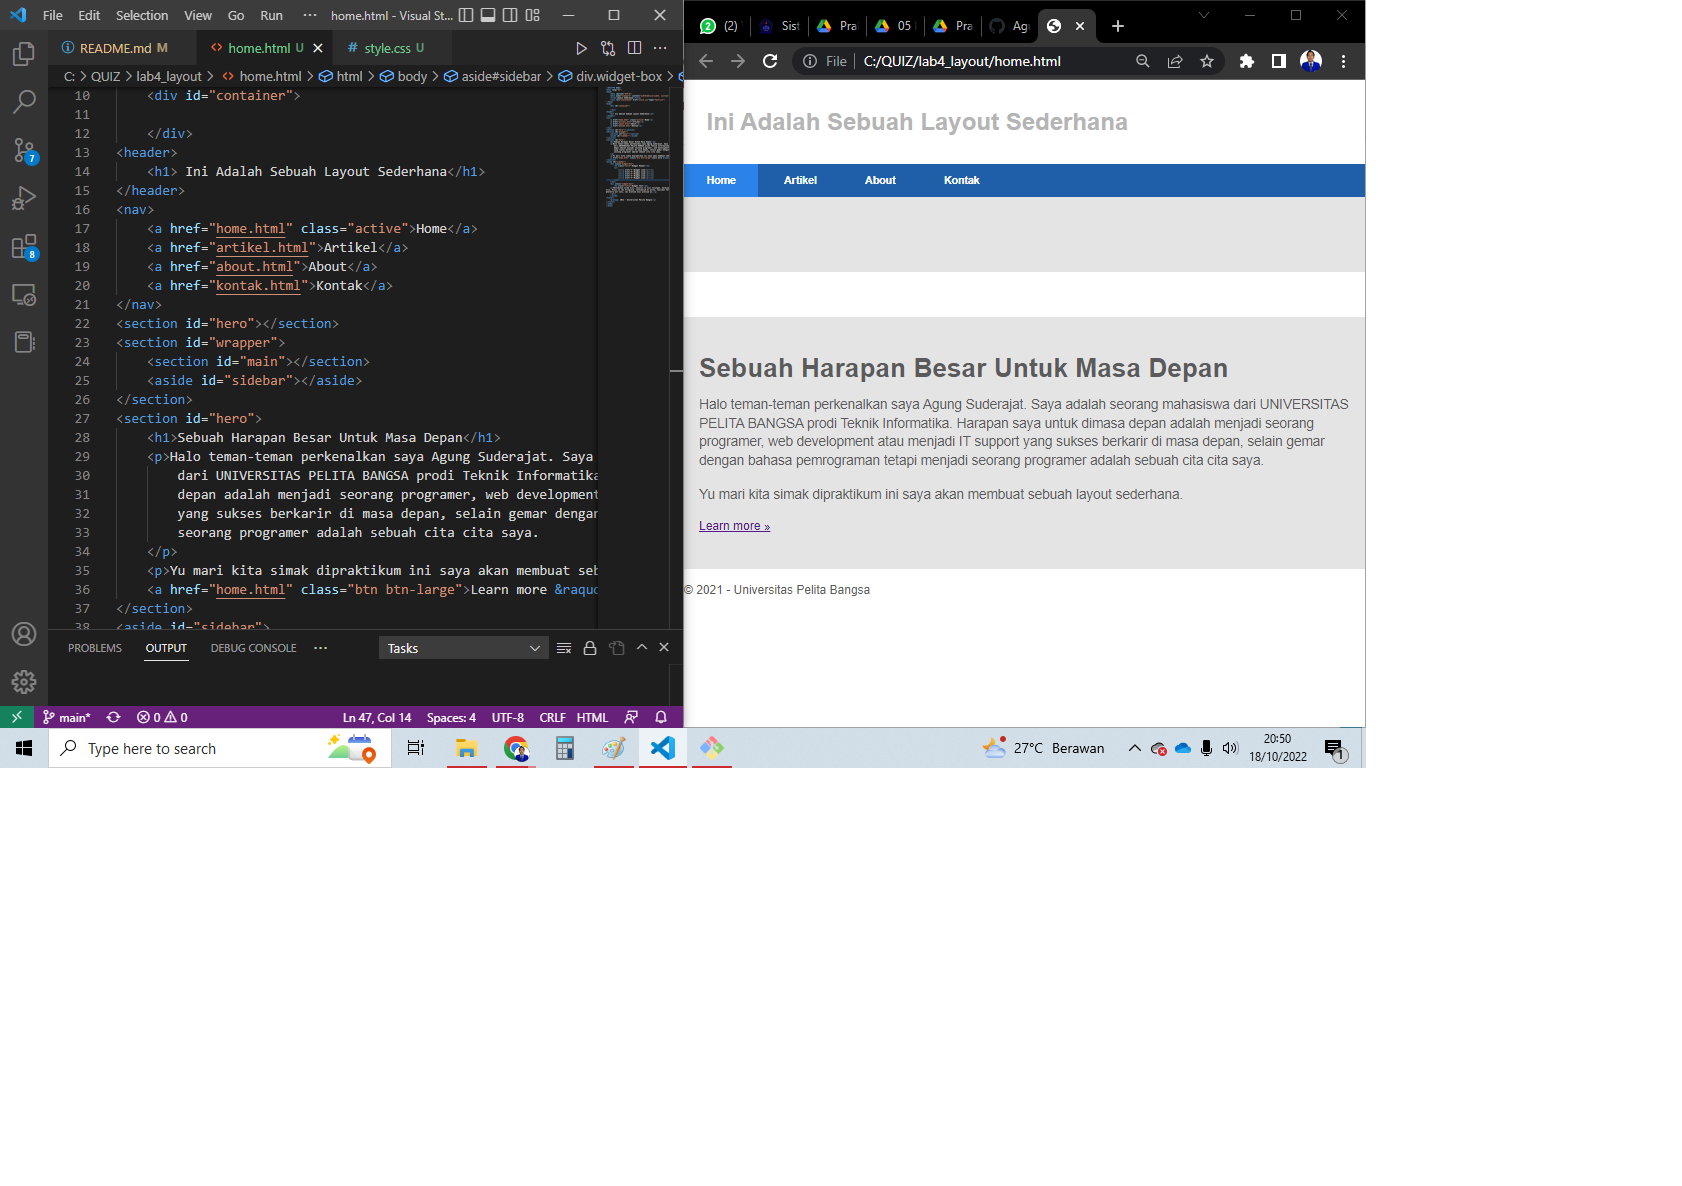 File Edit Selection View Go Run ··· home.html - Visual St...
README.md M
home.html U
# style.css U
C: > QUIZ > lab4_layout > home.html > html > body > aside#sidebar > div.widget-box >
10 <div id="container">
11
12 </div>
13 <header>
14 <h1> Ini Adalah Sebuah Layout Sederhana</h1>
15 </header>
16 <nav>
17 <a href="home.html" class="active">Home</a>
18 <a href="artikel.html">Artikel</a>
19 <a href="about.html">About</a>
20 <a href="kontak.html">Kontak</a>
21 </nav>
22 <section id="hero"></section>
23 <section id="wrapper">
24 <section id="main"></section>
25 <aside id="sidebar"></aside>
26 </section>
27 <section id="hero">
28 <h1>Sebuah Harapan Besar Untuk Masa Depan</h1>
29 <p>Halo teman-teman perkenalkan saya Agung Suderajat. Saya
30 dari UNIVERSITAS PELITA BANGSA prodi Teknik Informatika
31 depan adalah menjadi seorang programer, web development
32 yang sukses berkarir di masa depan, selain gemar dengan
33 seorang programer adalah sebuah cita cita saya.
34 </p>
35 <p>Yu mari kita simak dipraktikum ini saya akan membuat seb
36 <a href="home.html" class="btn btn-large">Learn more &raquo
37 </section>
38 <aside id="sidebar">
PROBLEMS OUTPUT DEBUG CONSOLE ··· Tasks
main* 0 0 Ln 47, Col 14 Spaces: 4 UTF-8 CRLF HTML
7
8
(2) Sist Pra 05 Pra Ag
2
File C:/QUIZ/lab4_layout/home.html
Ini Adalah Sebuah Layout Sederhana
Home Artikel About Kontak
Sebuah Harapan Besar Untuk Masa Depan
Halo teman-teman perkenalkan saya Agung Suderajat. Saya adalah seorang mahasiswa dari UNIVERSITAS
PELITA BANGSA prodi Teknik Informatika. Harapan saya untuk dimasa depan adalah menjadi seorang
programer, web development atau menjadi IT support yang sukses berkarir di masa depan, selain gemar
dengan bahasa pemrograman tetapi menjadi seorang programer adalah sebuah cita cita saya.
Yu mari kita simak dipraktikum ini saya akan membuat sebuah layout sederhana.
Learn more »
© 2021 - Universitas Pelita Bangsa
Type here to search
27°C Berawan
20:50
18/10/2022
1